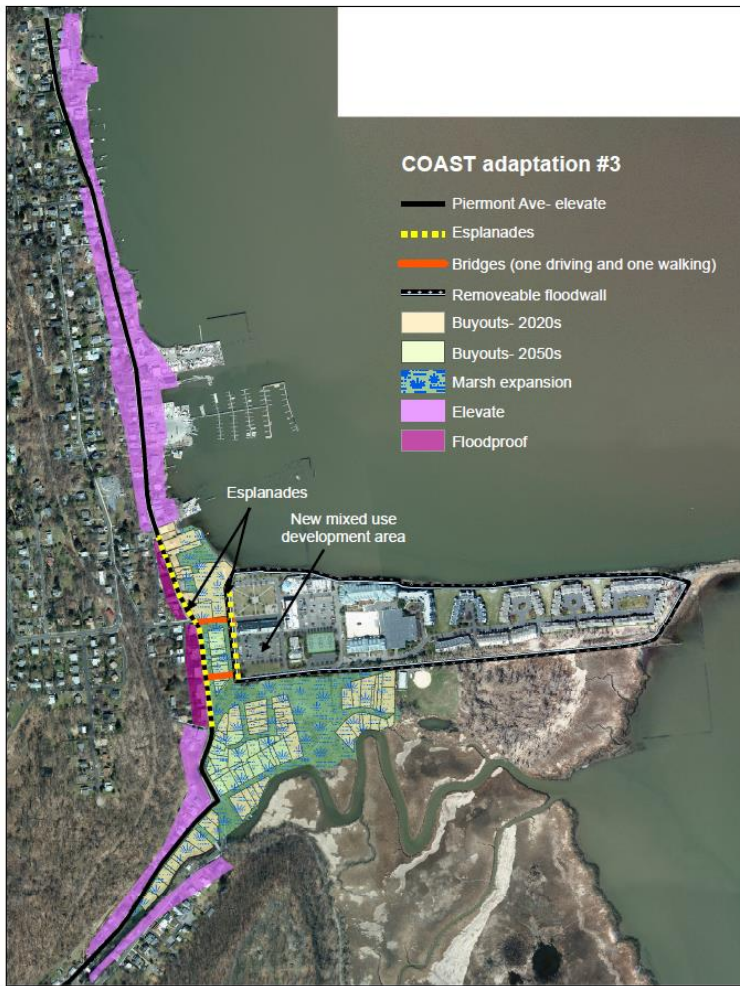 COAST adaptation #3
Piermont Ave- elevate
Esplanades
Bridges (one driving and one walking)
Removeable floodwall
Buyouts- 2020s
Buyouts- 2050s
Marsh expansion
Elevate
Floodproof
Esplanades
New mixed use
development area